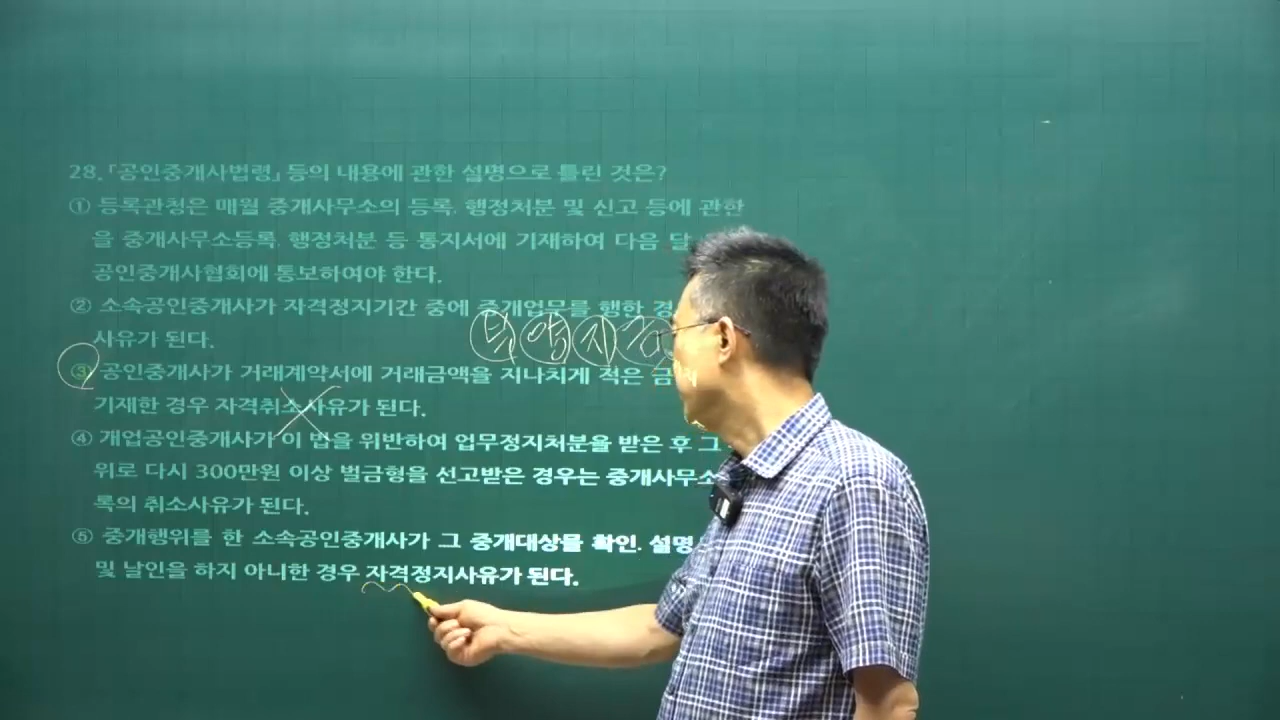 28. 「공인중개사법령」 등의 내용에 관한 설명으로 틀린 것은?
① 등록관청은 매월 중개사무소의 등록. 행정처분 및 신고 등에 관한
을 중개사무소등록. 행정처분 등 통지서에 기재하여 다음 달
공인중개사협회에 통보하여야 한다.
② 소속공인중개사가 자격정지기간 중에 중개업무를 행한 경
사유가 된다.
③ 공인중개사가 거래계약서에 거래금액을 지나치게 적은 금
기재한 경우 자격취소사유가 된다.
④ 개업공인중개사가 이 법을 위반하여 업무정지처분을 받은 후 그
위로 다시 300만원 이상 벌금형을 선고받은 경우는 중개사무소
록의 취소사유가 된다.
⑤ 중개행위를 한 소속공인중개사가 그 중개대상물 확인. 설명
및 날인을 하지 아니한 경우 자격정지사유가 된다.